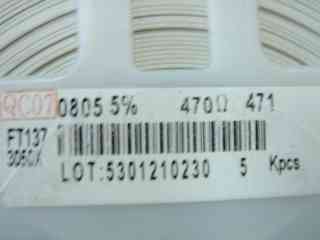 QC07 0805 5% 470Ω 471
FT137
3060X
LOT:5301210230 5 Kpcs